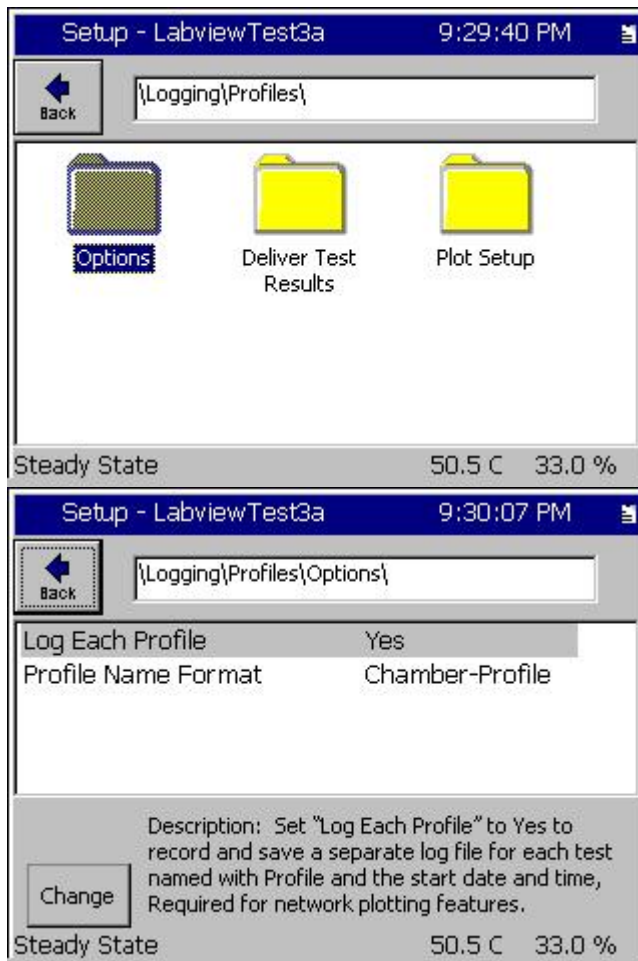 Setup - LabviewTest3a 9:29:40 PM
Back
\Logging\Profiles\
Options Deliver Test Results Plot Setup
Steady State 50.5 C 33.0 %
Setup - LabviewTest3a 9:30:07 PM
Back
\Logging\Profiles\Options\
Log Each Profile Yes
Profile Name Format Chamber-Profile
Description: Set "Log Each Profile" to Yes to
record and save a separate log file for each test
named with Profile and the start date and time,
Required for network plotting features.
Change
Steady State 50.5 C 33.0 %